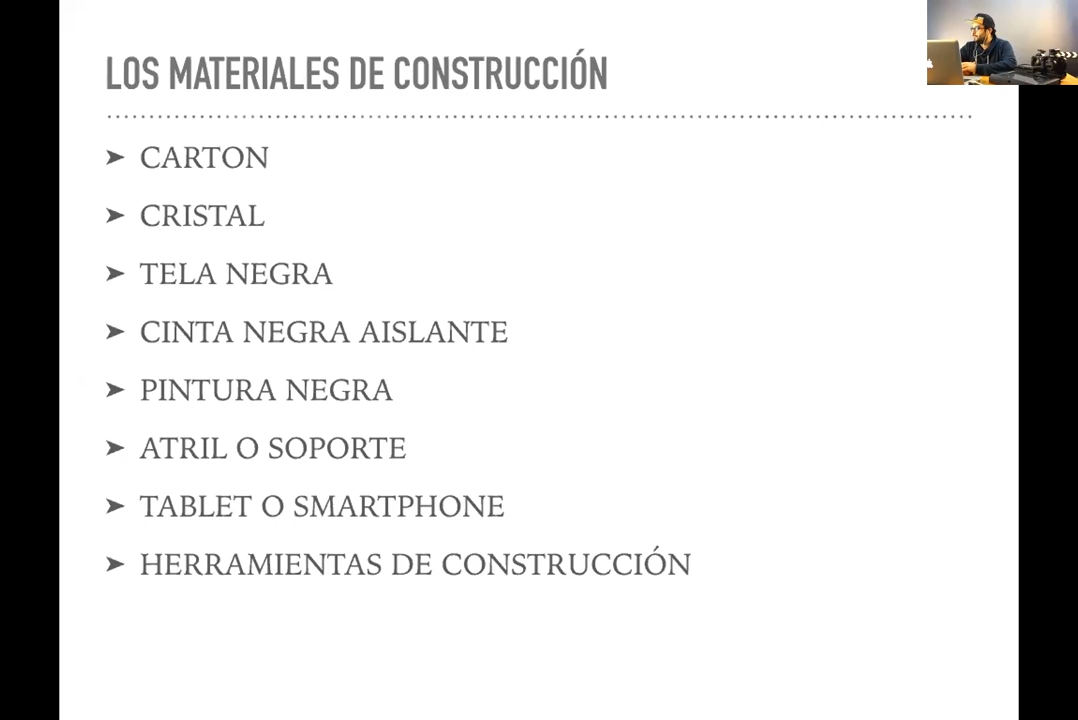 LOS MATERIALES DE CONSTRUCCIÓN
➤ CARTON
➤ CRISTAL
➤ TELA NEGRA
➤ CINTA NEGRA AISLANTE
➤ PINTURA NEGRA
➤ ATRIL O SOPORTE
➤ TABLET O SMARTPHONE
➤ HERRAMIENTAS DE CONSTRUCCIÓN